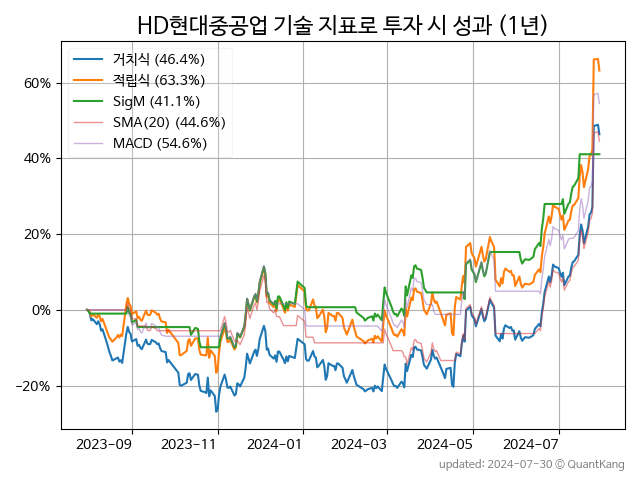 HD현대중공업 기술 지표로 투자 시 성과 (1년)
거치식 (46.4%)
적립식 (63.3%)
SigM (41.1%)
SMA(20) (44.6%)
MACD (54.6%)
60%
40%
20%
0%
−20%
2023-09 2023-11 2024-01 2024-03 2024-05 2024-07
updated: 2024-07-30 © QuantKang